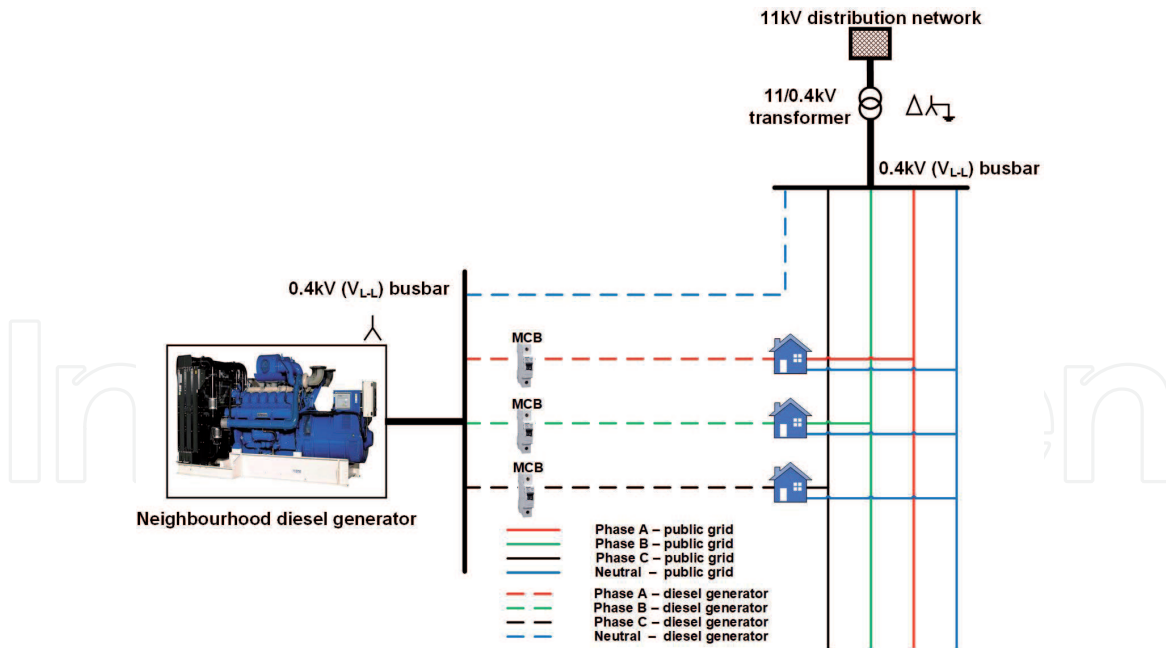 11kV distribution network
11/0.4kV
transformer
0.4kV (VL-L) busbar
0.4kV (VL-L) busbar
MCB
MCB
MCB
Neighbourhood diesel generator
Phase A – public grid
Phase B – public grid
Phase C – public grid
Neutral – public grid
Phase A – diesel generator
Phase B – diesel generator
Phase C – diesel generator
Neutral – diesel generator